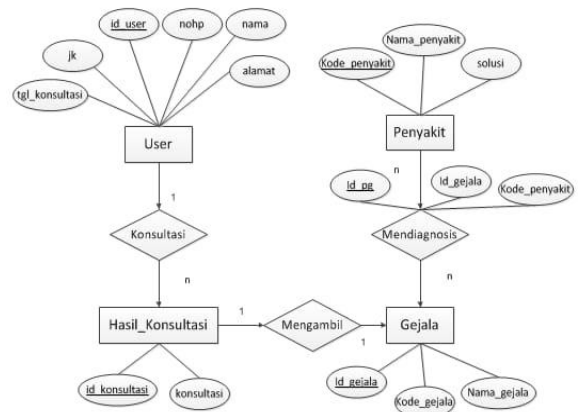 id_user
nohp
nama
jk
alamat
tgl_konsultasi
User
1
Konsultasi
n
Hasil_Konsultasi
id_konsultasi
konsultasi
1
Mengambil
1
Nama_penyakit
Kode_penyakit
solusi
Penyakit
n
Id_pg
Id_gejala
Kode_penyakit
Mendiagnosis
n
Gejala
Id_gejala
Kode_gejala
Nama_gejala